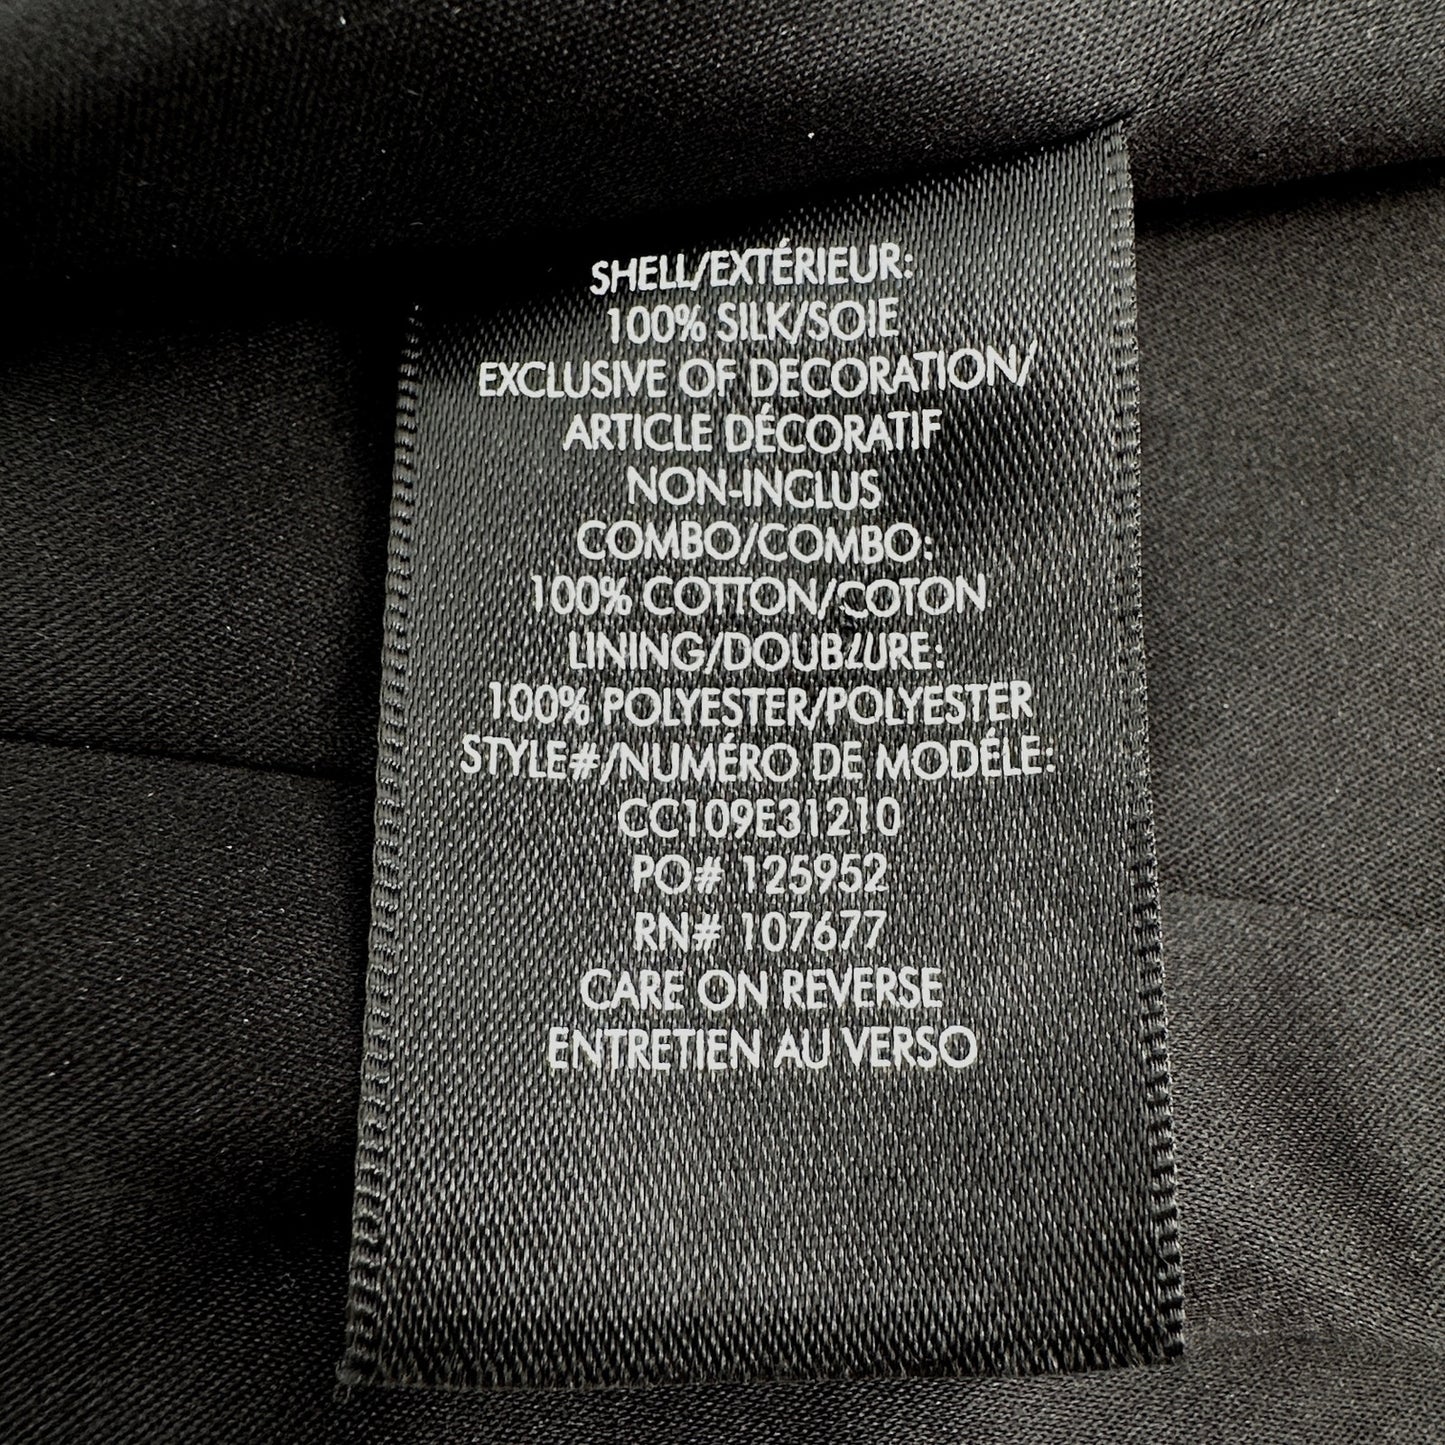 SHELL/EXTÉRIEUR:
100% SILK/SOIE
EXCLUSIVE OF DECORATION/
ARTICLE DÉCORATIF
NON-INCLUS
COMBO/COMBO:
100% COTTON/COTON
LINING/DOUBLURE:
100% POLYESTER/POLYESTER
STYLE#/NUMÉRO DE MODÉLE:
CC109E31210
PO# 125952
RN# 107677
CARE ON REVERSE
ENTRETIEN AU VERSO